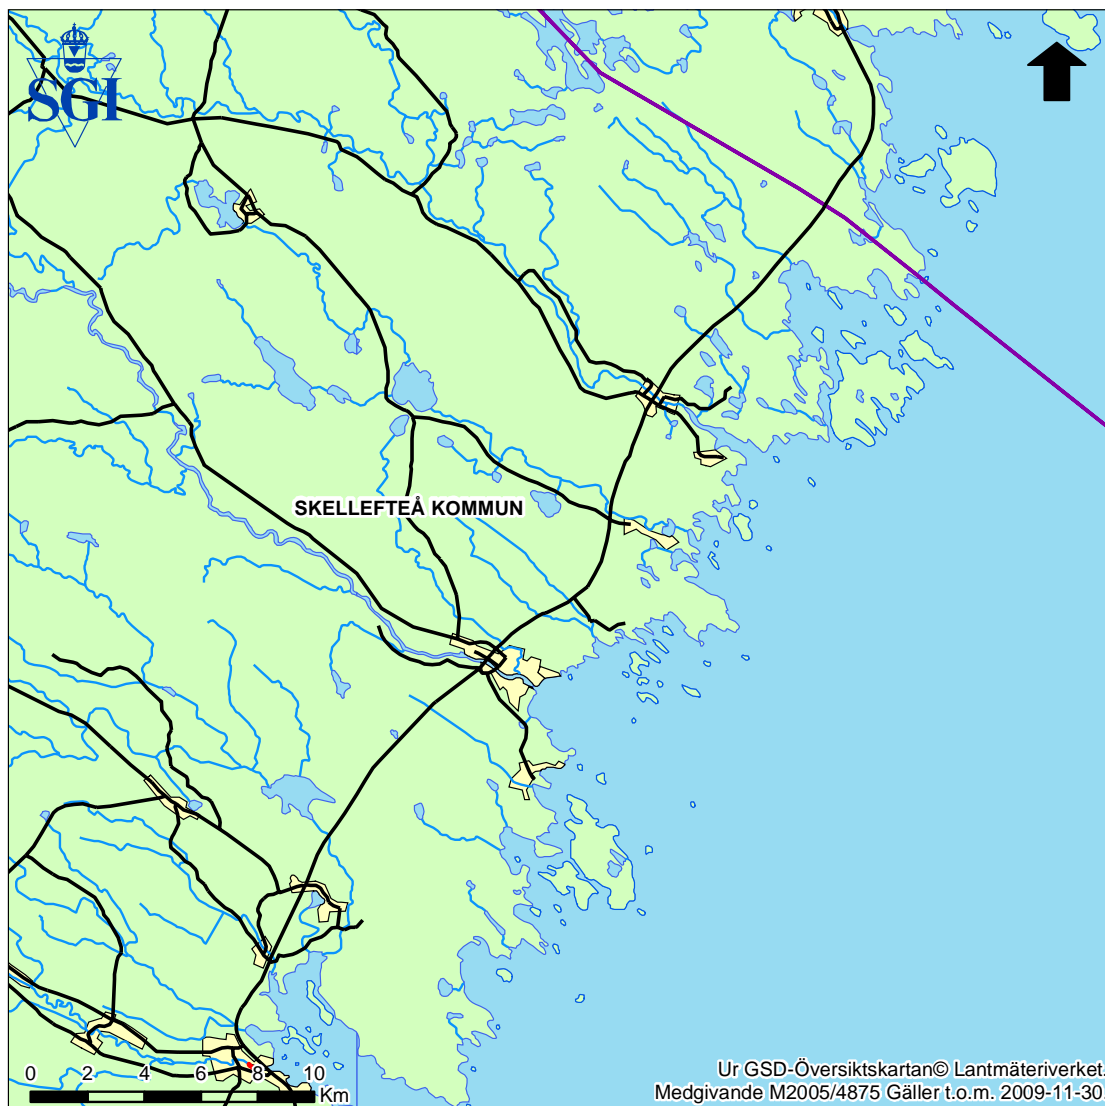 SGI
SKELLEFTEÅ KOMMUN
0 2 4 6 8 10
Km
Ur GSD-Översiktskartan© Lantmäteriverket.
Medgivande M2005/4875 Gäller t.o.m. 2009-11-30